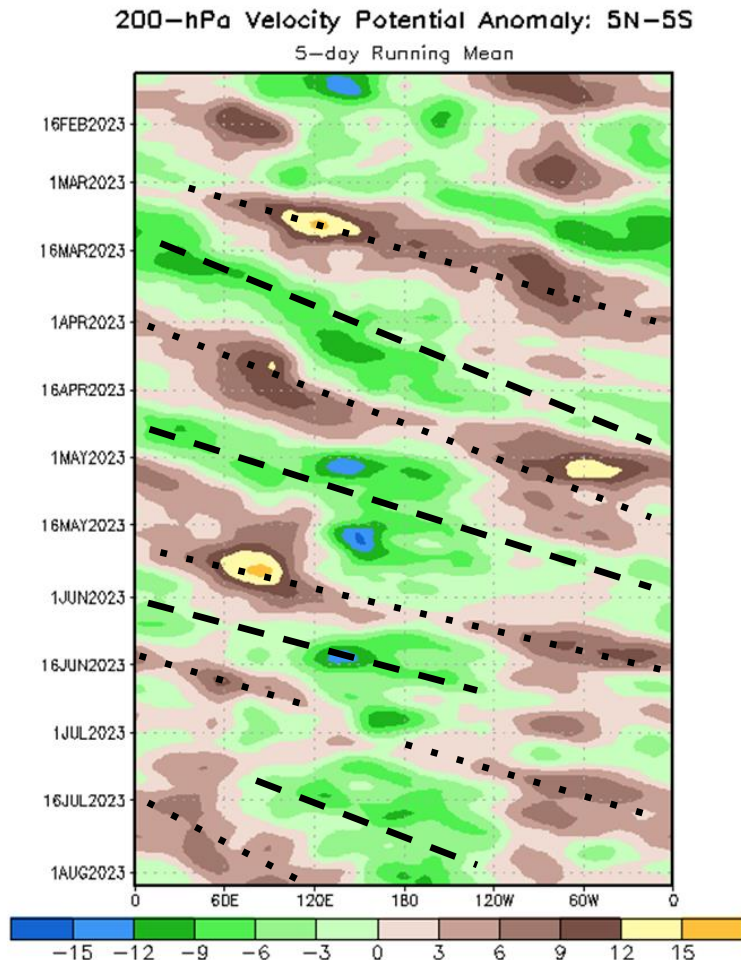 200-hPa Velocity Potential Anomaly: 5N-5S
5-day Running Mean
16FEB2023
1MAR2023
16MAR2023
1APR2023
16APR2023
1MAY2023
16MAY2023
1JUN2023
16JUN2023
1JUL2023
16JUL2023
1AUG2023
0 60E 120E 180 120W 60W 0
-15 -12 -9 -6 -3 0 3 6 9 12 15